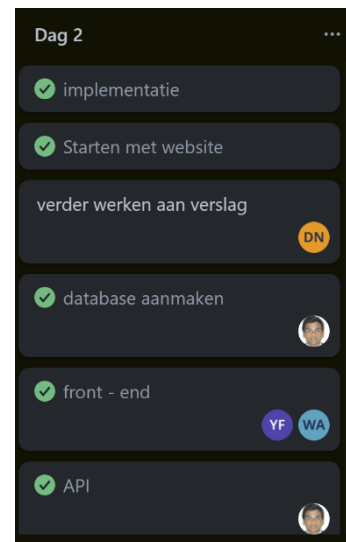 Dag 2
implementatie
Starten met website
verder werken aan verslag
DN
database aanmaken
front - end
YF WA
API